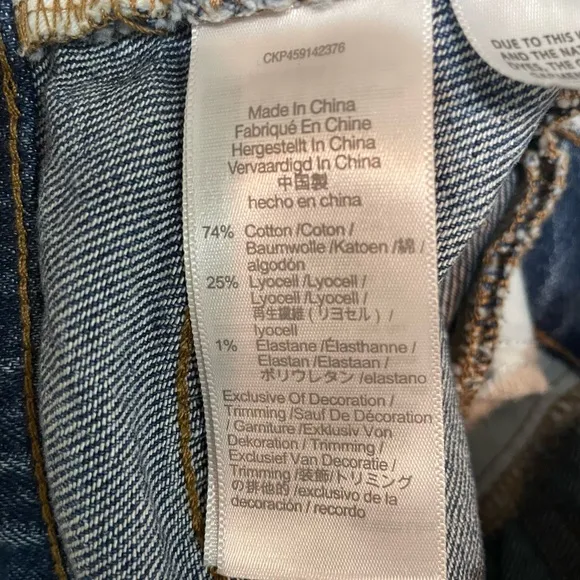 CKP459142376
Made In China
Fabriqué En Chine
Hergestellt In China
Vervaardigd In China
中国製
hecho en china
74% Cotton /Coton/
Baumwolle /Katoen /綿 /
algodón
25% Lyocell /Lyocell /
Lyocell /Lyocell /
再生繊維 ( リヨセル ) /
lyocell
1% Elastane /Élasthanne /
Elastan /Elastaan /
ポリウレタン /elastano
Exclusive Of Decoration /
Trimming /Sauf De Décoration
/ Garniture /Exklusiv Von
Dekoration / Trimming /
Exclusief Van Decoratie /
Trimming /装飾/トリミング
の排他的 /exclusivo de la
decoración / recorte
DUE TO THIS
AND THE